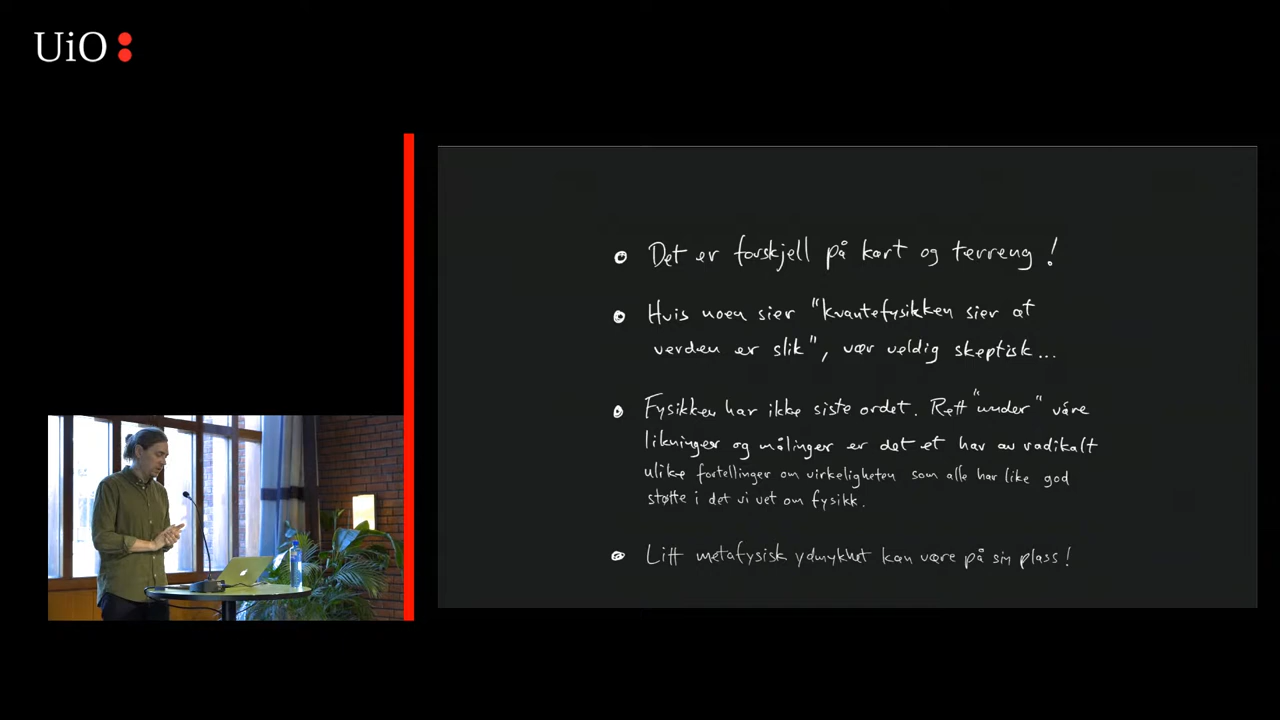 UiO
Det er forskjell på kart og terreng!
Hvis noen sier "kvantefysikken sier at
verden er slik", vær veldig skeptisk...
Fysikken har ikke siste ordet. Rett "under" våre
likninger og målinger er det et hav av radikalt
ulike fortellinger om virkeligheten som alle har like god
støtte i det vi vet om fysikk.
Litt metafysisk ydmykhet kan være på sin plass!